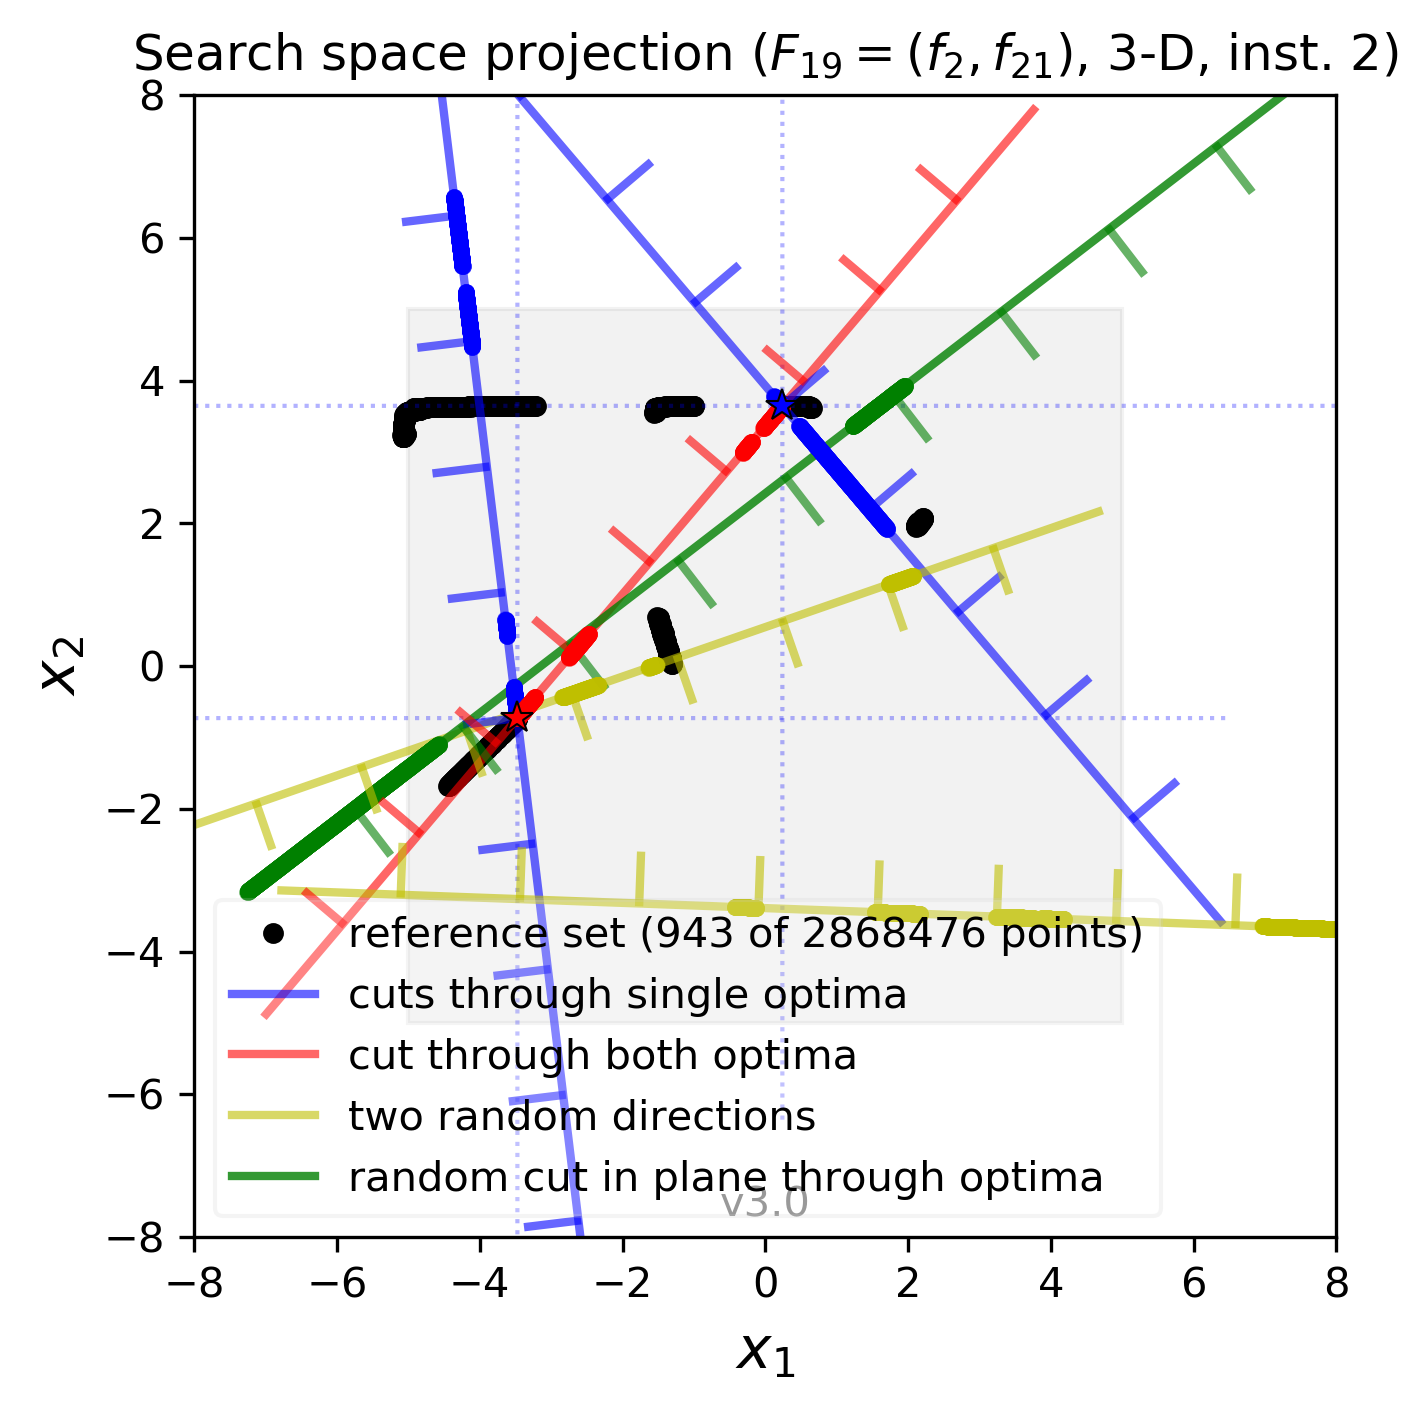 Search space projection (F₁₉ = (f₂, f₂₁), 3-D, inst. 2)
8
6
4
2
0
−2
−4
−6
−8
x₂
reference set (943 of 2868476 points)
cuts through single optima
cut through both optima
two random directions
random cut in plane through optima
v3.0
−8 −6 −4 −2 0 2 4 6 8
x₁